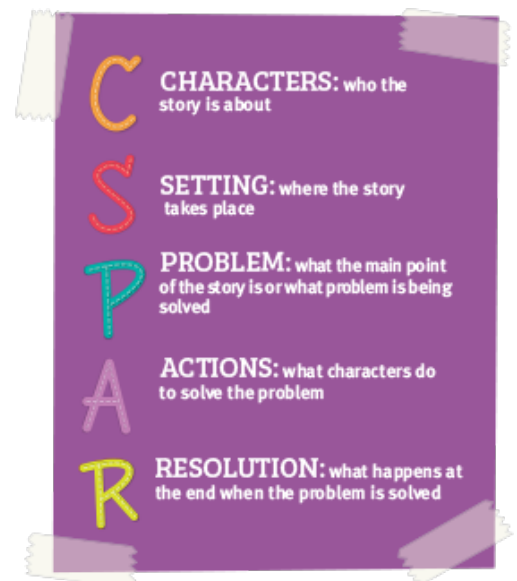 C
CHARACTERS: who the
story is about
S
SETTING: where the story
takes place
P
PROBLEM: what the main point
of the story is or what problem is being
solved
A
ACTIONS: what characters do
to solve the problem
R
RESOLUTION: what happens at
the end when the problem is solved